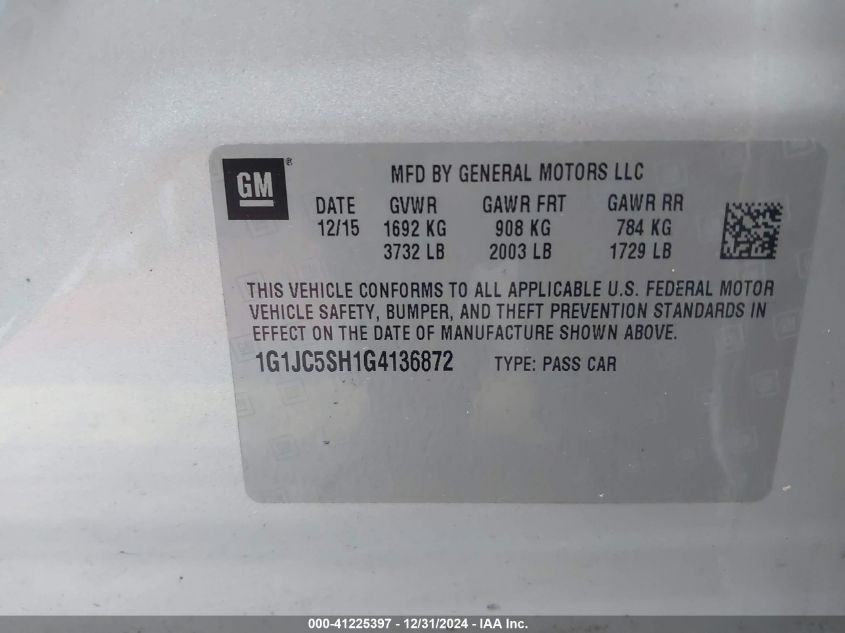 GM ®
MFD BY GENERAL MOTORS LLC
DATE GVWR GAWR FRT GAWR RR
12/15 1692 KG 908 KG 784 KG
3732 LB 2003 LB 1729 LB
THIS VEHICLE CONFORMS TO ALL APPLICABLE U.S. FEDERAL MOTOR
VEHICLE SAFETY, BUMPER, AND THEFT PREVENTION STANDARDS IN
EFFECT ON THE DATE OF MANUFACTURE SHOWN ABOVE.
1G1JC5SH1G4136872 TYPE: PASS CAR
000-41225397 - 12/31/2024 - IAA Inc.